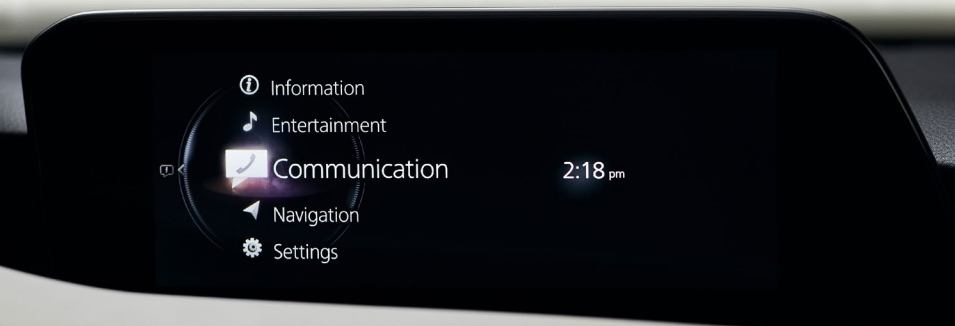 Information
Entertainment
Communication
2:18 pm
Navigation
Settings